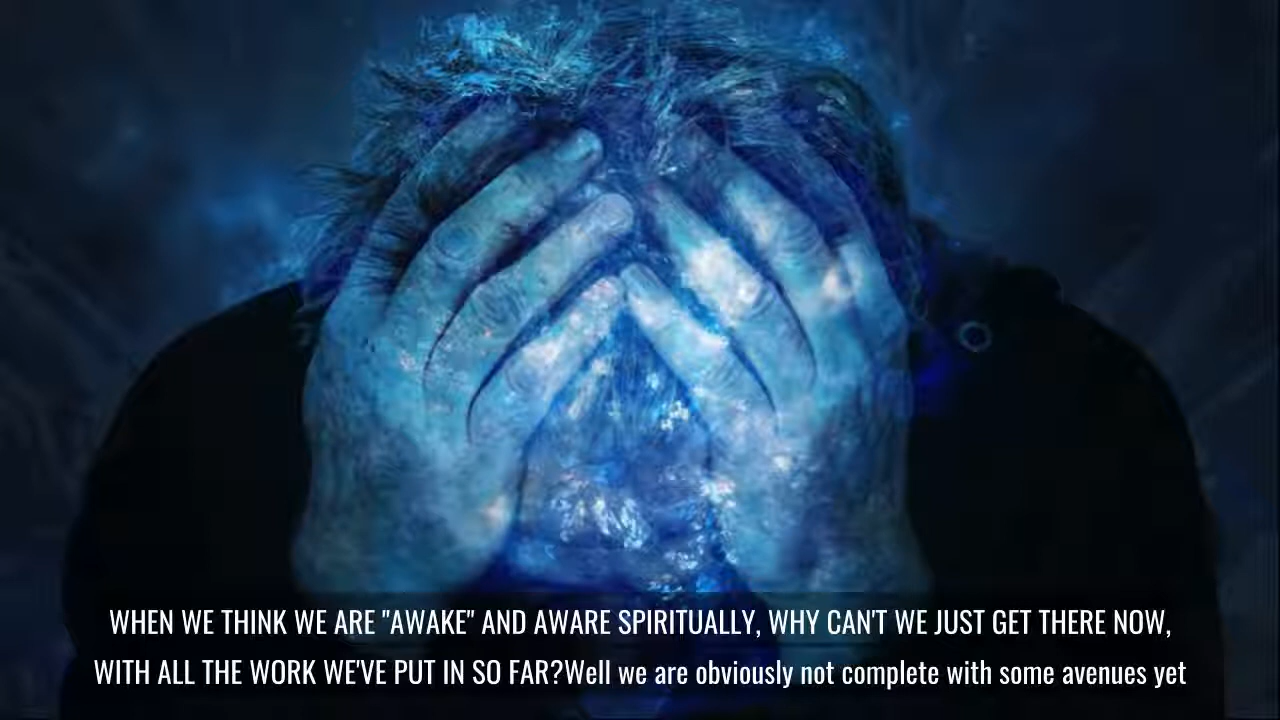 WHEN WE THINK WE ARE "AWAKE" AND AWARE SPIRITUALLY, WHY CAN'T WE JUST GET THERE NOW,
WITH ALL THE WORK WE'VE PUT IN SO FAR?Well we are obviously not complete with some avenues yet